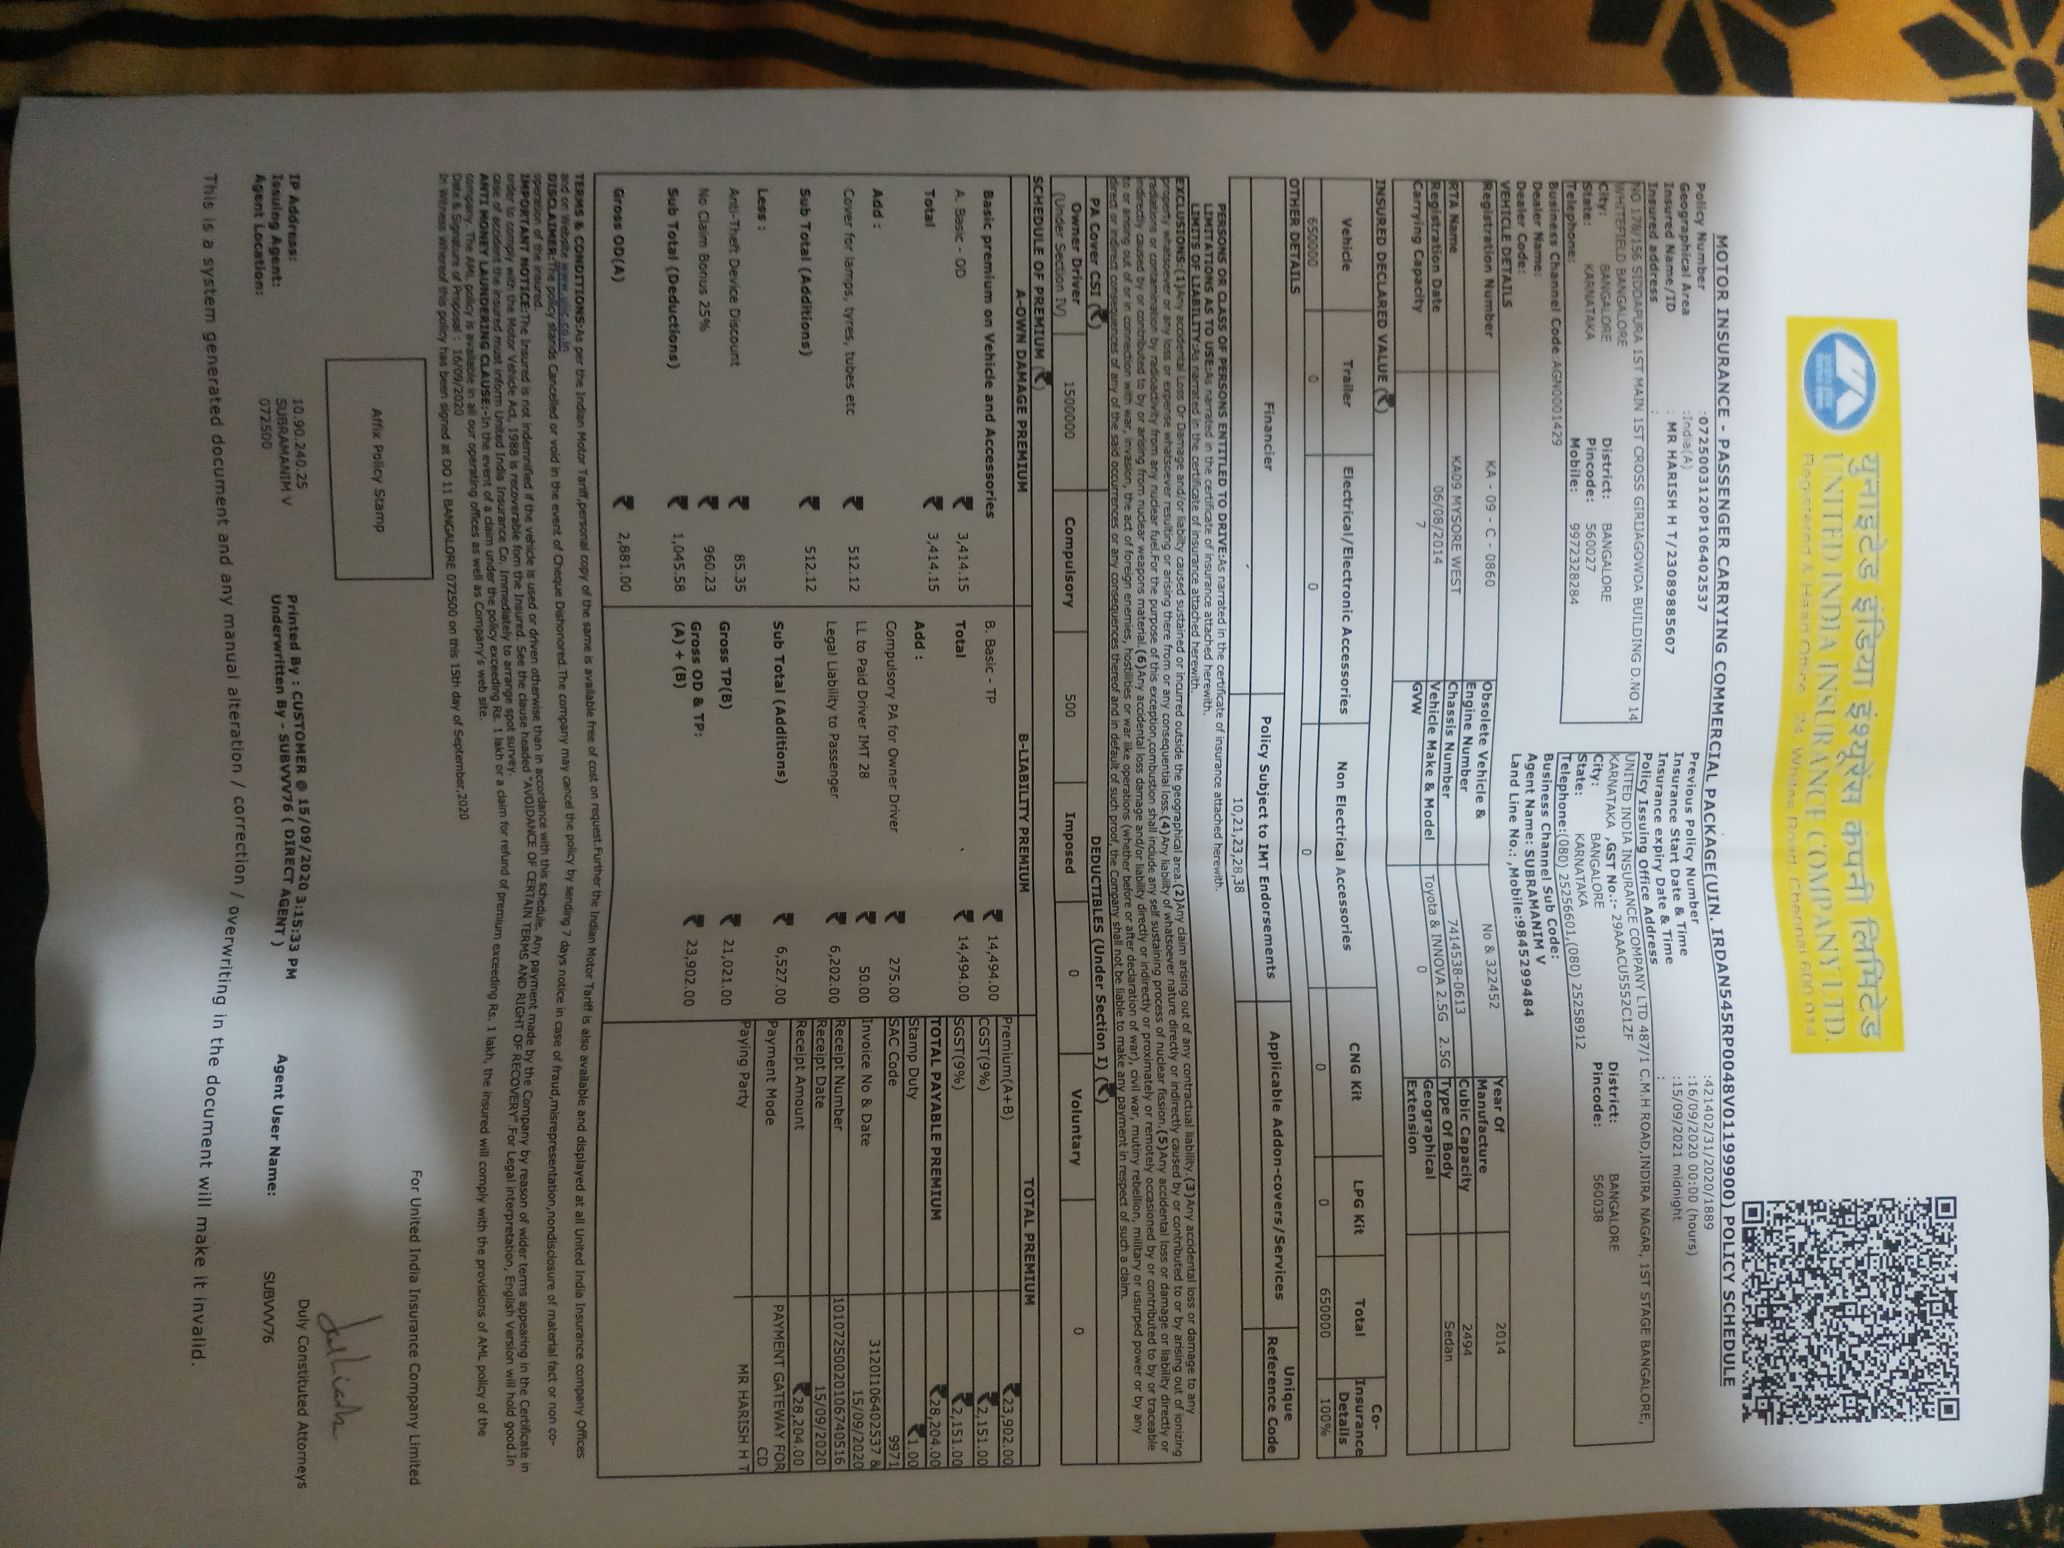 युनाइटेड इंडिया इंश्योरेंस कंपनी लिमिटेड
UNITED INDIA INSURANCE COMPANY LTD.
Registered & Head Office: 24, Whites Road, Chennai 600 014
MOTOR INSURANCE - PASSENGER CARRYING COMMERCIAL PACKAGE(UIN. IRDAN545RP0048V01199900) POLICY SCHEDULE
Policy Number :0725003120P106402537 Previous Policy Number :421402/31/2020/1889
Geographical Area :India(A) Insurance Start Date & Time :16/09/2020 00:00 (hours)
Insured Name/ID : MR HARISH H T/23089885607 Insurance expiry Date & Time :15/09/2021 midnight
Insured address : Policy Issuing Office Address :
NO 178/156 SIDDAPURA 1ST MAIN 1ST CROSS GIRIJAGOWDA BUILDING D.NO 14 UNITED INDIA INSURANCE COMPANY LTD 487/1 C.M.H ROAD,INDIRA NAGAR, 1ST STAGE BANGALORE,
WHITEFIELD BANGALORE KARNATAKA ,GST No.:- 29AAACU5552C1ZF
City: BANGALORE District: BANGALORE City: BANGALORE District: BANGALORE
State: KARNATAKA Pincode: 560027 State: KARNATAKA Pincode: 560038
Telephone: Mobile: 9972328284 Telephone:(080) 25256601,(080) 25258912
Business Channel Code:AGN0001429 Business Channel Sub Code:
Dealer Name: Agent Name: SUBRAMANIM V
Dealer Code: Land Line No.: ,Mobile:9845299484
VEHICLE DETAILS
Registration Number KA - 09 - C - 0860 Obsolete Vehicle & Engine Number No & 322452 Year Of Manufacture 2014
RTA Name KA09 MYSORE WEST Chassis Number 7414538-0613 Cubic Capacity 2494
Registration Date 06/08/2014 Vehicle Make & Model Toyota & INNOVA 2.5G 2.5G Type Of Body Sedan
Carrying Capacity 7 GVW 0 Geographical Extension
INSURED DECLARED VALUE (₹)
Vehicle Trailer Electrical/Electronic Accessories Non Electrical Accessories CNG Kit LPG Kit Total Co-Insurance Details
650000 0 0 0 0 0 650000 100%
OTHER DETAILS
Financier Policy Subject to IMT Endorsements Applicable Addon-covers/Services Unique Reference Code
10,21,23,28,38
PERSONS OR CLASS OF PERSONS ENTITLED TO DRIVE:As narrated in the certificate of insurance attached herewith.
LIMITATIONS AS TO USE:As narrated in the certificate of insurance attached herewith.
LIMITS OF LIABILITY:As narrated in the certificate of insurance attached herewith.
EXCLUSIONS:-(1)Any accidental Loss Or Damage and/or liability caused sustained or incurred outside the geographical area.(2)Any claim arising out of any contractual liability.(3)Any accidental loss or damage to any
property whatsoever or any loss or expense whatsoever resulting or arising there from or any consequential loss.(4)Any liability of whatsoever nature directly or indirectly caused by or contributed to or by arising out of ionizing
radiations or contamination by radioactivity from any nuclear fuel.For the purpose of this exception,combustion shall include any self sustaining process of nuclear fission.(5)Any accidental loss or damage or liability directly or
indirectly caused by or contributed to by or arising from nuclear weapons material.(6)Any accidental loss damage and/or liability directly or indirectly or proximately or remotely occasioned by or contributed to by or traceable
to or arising out of or in connection with war, invasion, the act of foreign enemies, hostilities or war like operations (whether before or after declaration of war), civil war, mutiny rebellion, military or usurped power or by any
direct or indirect consequences of any of the said occurrences or any consequences thereof and in default of such proof, the Company shall not be liable to make any payment in respect of such a claim.
PA Cover CSI (₹) DEDUCTIBLES (Under Section I) (₹)
Owner Driver (Under Section IV) 1500000 Compulsory 500 Imposed 0 Voluntary 0
SCHEDULE OF PREMIUM (₹)
A-OWN DAMAGE PREMIUM B-LIABILITY PREMIUM TOTAL PREMIUM
Basic premium on Vehicle and Accessories B. Basic - TP ₹ 14,494.00 Premium(A+B) ₹23,902.00
A. Basic - OD ₹ 3,414.15 Total ₹ 14,494.00 CGST(9%) ₹2,151.00
Total ₹ 3,414.15 Add : SGST(9%) ₹2,151.00
Add : Compulsory PA for Owner Driver ₹ 275.00 TOTAL PAYABLE PREMIUM ₹28,204.00
Cover for lamps, tyres, tubes etc ₹ 512.12 LL to Paid Driver IMT 28 ₹ 50.00 Stamp Duty ₹1.00
Sub Total (Additions) ₹ 512.12 Legal Liability to Passenger ₹ 6,202.00 SAC Code 9971
Less : Sub Total (Additions) ₹ 6,527.00 Invoice No & Date 3120I106402537 & 15/09/2020
Anti-Theft Device Discount ₹ 85.35 Gross TP(B) ₹ 21,021.00 Receipt Number 10107250020106740516
No Claim Bonus 25% ₹ 960.23 Gross OD & TP: (A) + (B) ₹ 23,902.00 Receipt Date 15/09/2020
Sub Total (Deductions) ₹ 1,045.58 Receipt Amount ₹28,204.00
Gross OD(A) ₹ 2,881.00 Payment Mode PAYMENT GATEWAY FOR CD
Paying Party MR HARISH H T
TERMS & CONDITIONS:As per the Indian Motor Tariff,personal copy of the same is available free of cost on request.Further the Indian Motor Tariff is also available and displayed at all United India Insurance company Offices
and on Website www.uiic.co.in
DISCLAIMER:The policy stands Cancelled or void in the event of Cheque Dishonored.The company may cancel the policy by sending 7 days notice in case of fraud,misrepresentation,nondisclosure of material fact or non co-
operation of the insured.
IMPORTANT NOTICE:The Insured is not indemnified if the vehicle is used or driven otherwise than in accordance with this schedule. Any payment made by the Company by reason of wider terms appearing in the Certificate in
order to comply with the Motor Vehicle Act, 1988 is recoverable from the Insured. See the clause headed "AVOIDANCE OF CERTAIN TERMS AND RIGHT OF RECOVERY".For Legal interpretation, English Version will hold good.In
case of accident the insured must inform United India Insurance Co. Immediately to arrange spot survey.
ANTI MONEY LAUNDERING CLAUSE:-In the event of a claim under the policy exceeding Rs. 1 lakh or a claim for refund of premium exceeding Rs. 1 lakh, the insured will comply with the provisions of AML policy of the
company. The AML policy is available in all our operating offices as well as Company's web site.
Date & Signature of Proposal : 16/09/2020
In Witness Whereof this policy has been signed at DO 11 BANGALORE 072500 on this 15th day of September,2020
For United India Insurance Company Limited
Affix Policy Stamp
Duly Constituted Attorneys
IP Address: 10.90.240.25 Printed By : CUSTOMER @ 15/09/2020 3:15:33 PM
Issuing Agent: SUBRAMANIM V Underwritten By - SUBVVV76 ( DIRECT AGENT ) Agent User Name: SUBVVV76
Agent Location: 072500
This is a system generated document and any manual alteration / correction / overwriting in the document will make it invalid.